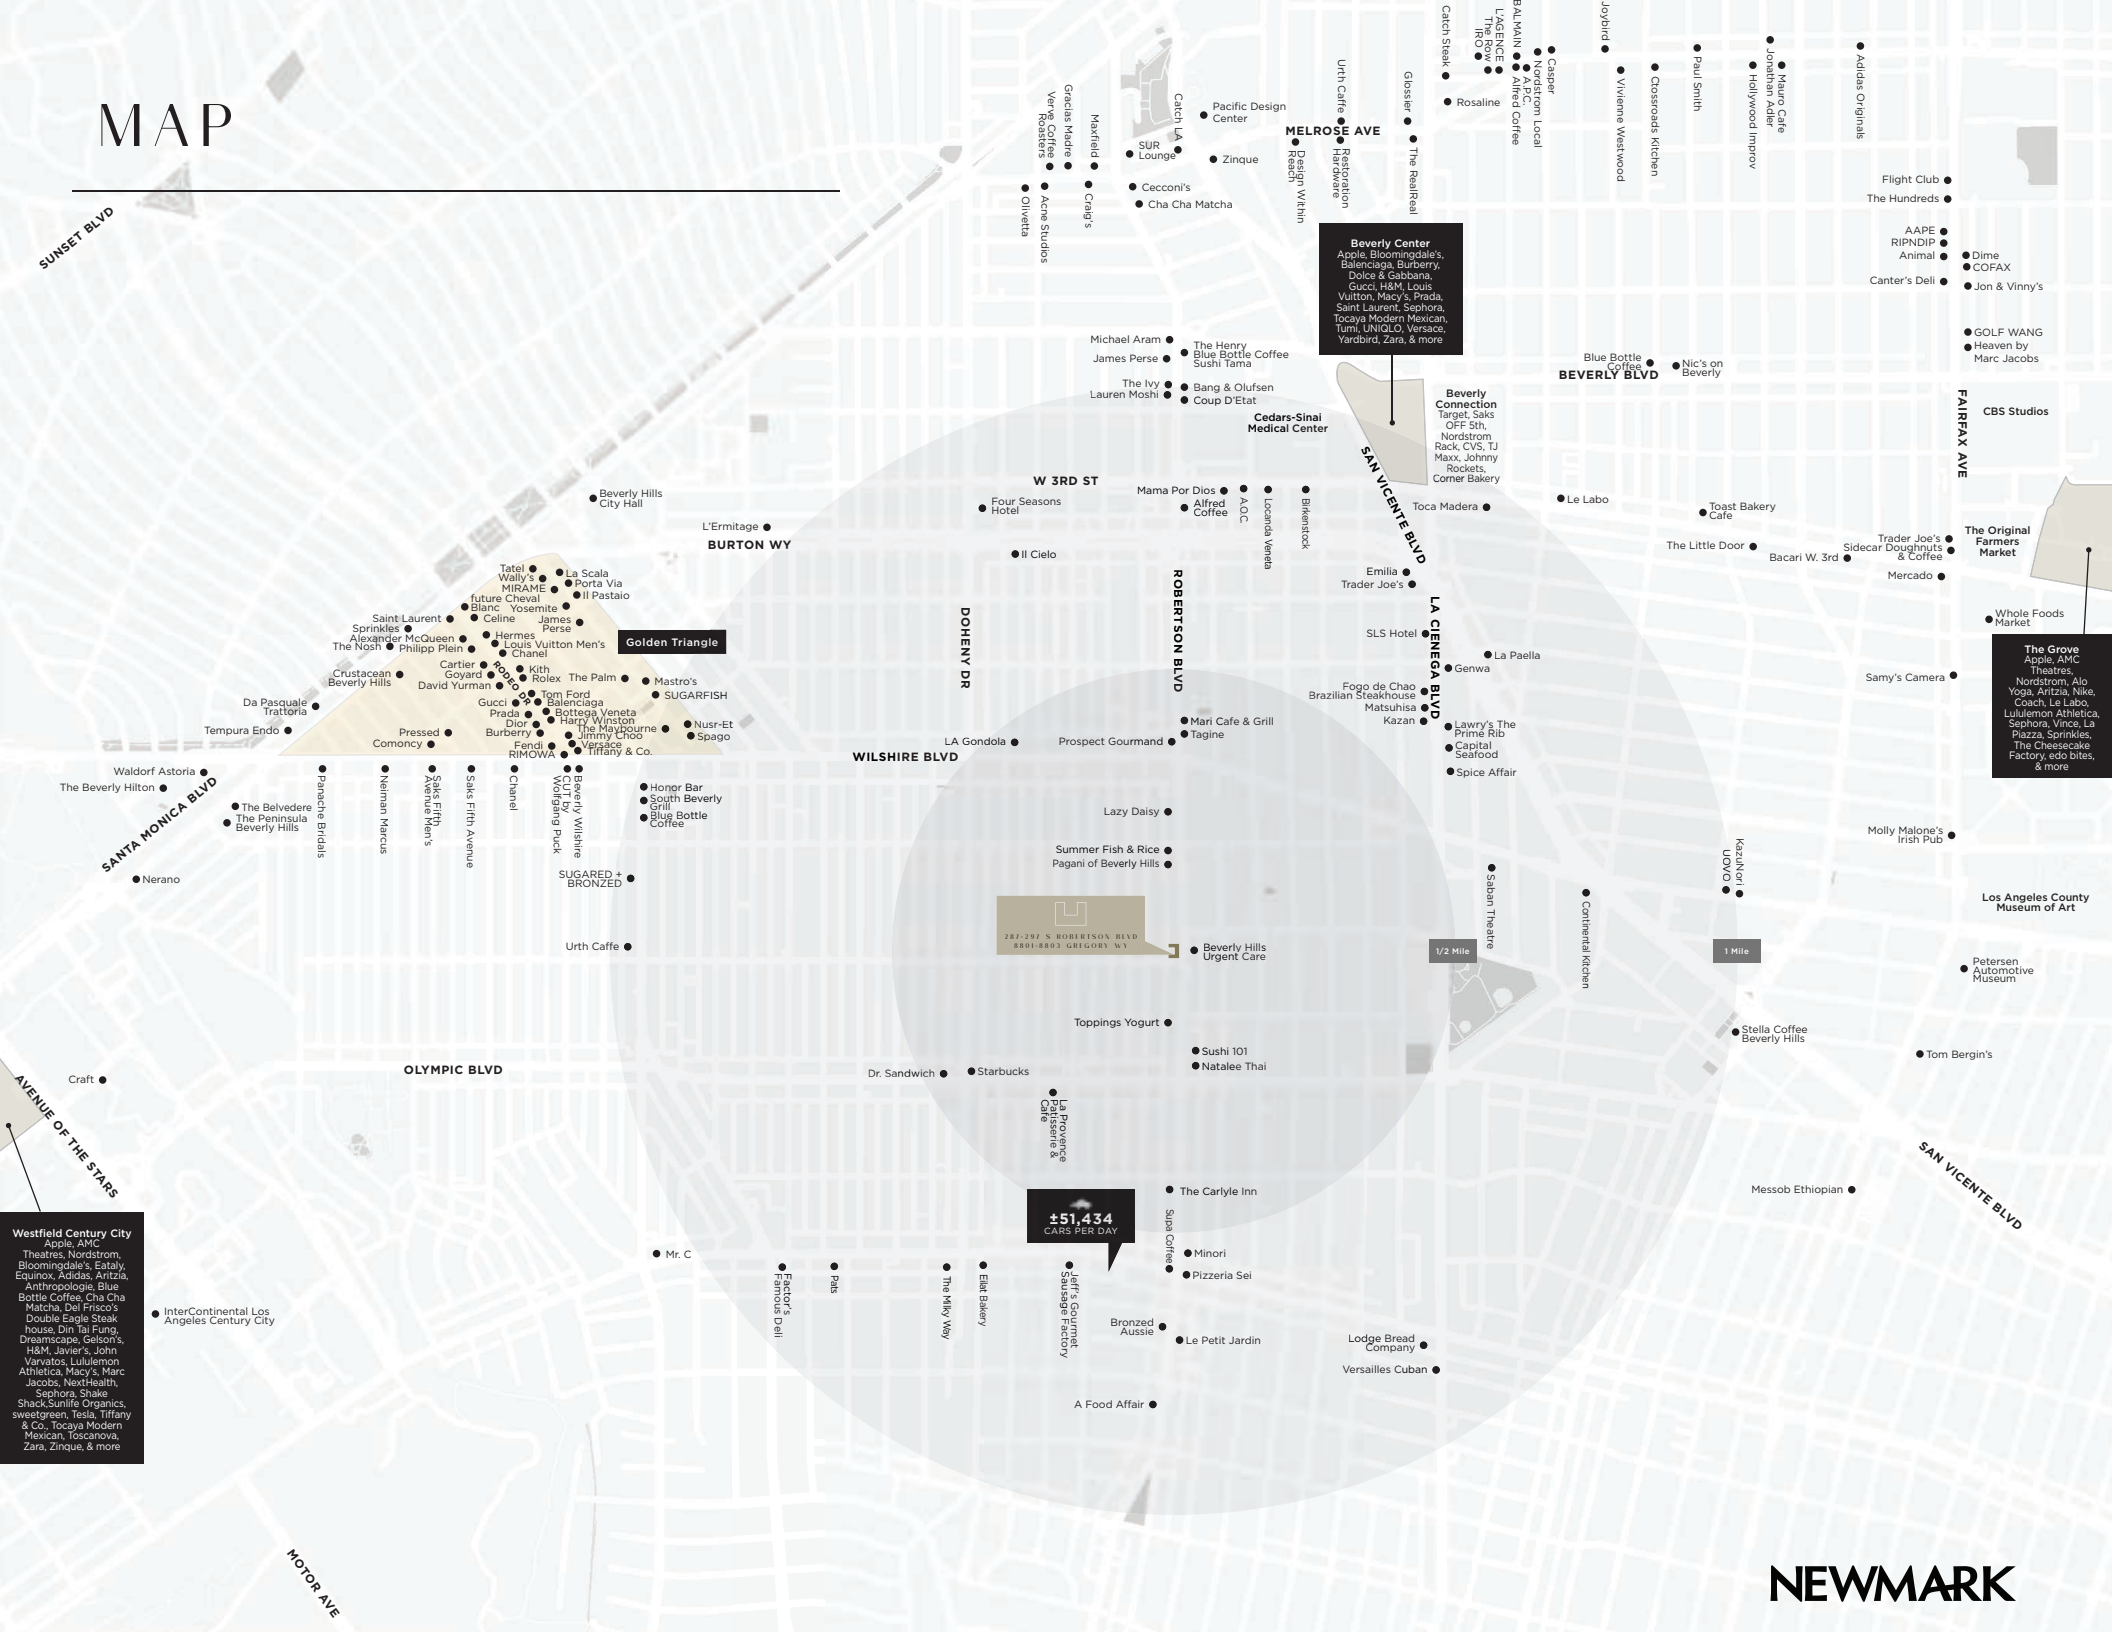 MAP
SUNSET BLVD
Verve Coffee
Roasters
Gracias Madre
Maxfield
Olivetta
Acne Studios
Craig's
SUR
Lounge
Catch LA
Pacific Design
Center
Zinque
Cecconi's
Cha Cha Matcha
MELROSE AVE
Urth Caffe
Glossier
Design Within
Reach
Restoration
Hardware
The RealReal
Catch Steak
IRO
The Row
L'AGENCE
BALMAIN
Rosaline
Alfred Coffee
A.P.C.
Nordstrom Local
Casper
Joybird
Vivienne Westwood
Ctossroads Kitchen
Paul Smith
Hollywood Improv
Jonathan Adler
Mauro Cafe
Adidas Originals
Flight Club
The Hundreds
AAPE
RIPNDIP
Animal
Canter's Deli
Dime
COFAX
Jon & Vinny's
GOLF WANG
Heaven by
Marc Jacobs
Beverly Center
Apple, Bloomingdale's,
Balenciaga, Burberry,
Dolce & Gabbana,
Gucci, H&M, Louis
Vuitton, Macy's, Prada,
Saint Laurent, Sephora,
Tocaya Modern Mexican,
Tumi, UNIQLO, Versace,
Yardbird, Zara, & more
Michael Aram
James Perse
The Ivy
Lauren Moshi
The Henry
Blue Bottle Coffee
Sushi Tama
Bang & Olufsen
Coup D'Etat
Cedars-Sinai
Medical Center
Blue Bottle
Coffee
Nic's on
Beverly
BEVERLY BLVD
Beverly
Connection
Target, Saks
OFF 5th,
Nordstrom
Rack, CVS, TJ
Maxx, Johnny
Rockets,
Corner Bakery
FAIRFAX AVE
CBS Studios
SAN VICENTE BLVD
W 3RD ST
Beverly Hills
City Hall
L'Ermitage
BURTON WY
Four Seasons
Hotel
Il Cielo
Mama Por Dios
Alfred
Coffee
A.O.C.
Locanda Veneta
Birkenstock
Toca Madera
Le Labo
Toast Bakery
Cafe
The Little Door
Bacari W. 3rd
Trader Joe's
Sidecar Doughnuts
& Coffee
Mercado
The Original
Farmers
Market
Whole Foods
Market
The Grove
Apple, AMC
Theatres,
Nordstrom, Alo
Yoga, Aritzia, Nike,
Coach, Le Labo,
Lululemon Athletica,
Sephora, Vince, La
Piazza, Sprinkles,
The Cheesecake
Factory, edo bites,
& more
Samy's Camera
Emilia
Trader Joe's
LA CIENEGA BLVD
SLS Hotel
La Paella
Genwa
Fogo de Chao
Brazilian Steakhouse
Matsuhisa
Kazan
Lawry's The
Prime Rib
Capital
Seafood
Spice Affair
DOHENY DR
ROBERTSON BLVD
Tatel
Wally's
MIRAME
future Cheval
Blanc
Yosemite
La Scala
Porta Via
Il Pastaio
Saint Laurent
Celine
James
Perse
Sprinkles
Alexander McQueen
The Nosh
Philipp Plein
Hermes
Louis Vuitton Men's
Chanel
Golden Triangle
Cartier
Goyard
David Yurman
RODEO DR
Kith
Rolex
The Palm
Mastro's
SUGARFISH
Crustacean
Beverly Hills
Da Pasquale
Trattoria
Gucci
Prada
Dior
Burberry
Tom Ford
Balenciaga
Bottega Veneta
Harry Winston
The Maybourne
Jimmy Choo
Versace
Tiffany & Co.
Nusr-Et
Spago
Tempura Endo
Pressed
Comoncy
Fendi
RIMOWA
LA Gondola
Mari Cafe & Grill
Tagine
Prospect Gourmand
WILSHIRE BLVD
Waldorf Astoria
The Beverly Hilton
SANTA MONICA BLVD
The Belvedere
The Peninsula
Beverly Hills
Nerano
Panache Bridals
Neiman Marcus
Saks Fifth
Avenue Men's
Saks Fifth Avenue
Chanel
CUT by
Wolfgang Puck
Beverly Wilshire
Honor Bar
South Beverly
Grill
Blue Bottle
Coffee
SUGARED +
BRONZED
Urth Caffe
Lazy Daisy
Summer Fish & Rice
Pagani of Beverly Hills
287-297 S ROBERTSON BLVD
8801-8803 GREGORY WY
Beverly Hills
Urgent Care
1/2 Mile
1 Mile
Saban Theatre
Continental Kitchen
UOVO
KazuNori
Molly Malone's
Irish Pub
Los Angeles County
Museum of Art
Petersen
Automotive
Museum
Stella Coffee
Beverly Hills
Tom Bergin's
Toppings Yogurt
Sushi 101
Natalee Thai
Dr. Sandwich
Starbucks
La Provence
Patisserie &
Cafe
OLYMPIC BLVD
Craft
AVENUE OF THE STARS
SAN VICENTE BLVD
Messob Ethiopian
The Carlyle Inn
±51,434
CARS PER DAY
Supa Coffee
Minori
Pizzeria Sei
Mr. C
Factor's
Famous Deli
Pats
The Milky Way
Eilat Bakery
Jeff's Gourmet
Sausage Factory
Bronzed
Aussie
Le Petit Jardin
Lodge Bread
Company
Versailles Cuban
A Food Affair
Westfield Century City
Apple, AMC
Theatres, Nordstrom,
Bloomingdale's, Eataly,
Equinox, Adidas, Aritzia,
Anthropologie, Blue
Bottle Coffee, Cha Cha
Matcha, Del Frisco's
Double Eagle Steak
house, Din Tai Fung,
Dreamscape, Gelson's,
H&M, Javier's, John
Varvatos, Lululemon
Athletica, Macy's, Marc
Jacobs, NextHealth,
Sephora, Shake
Shack,Sunlife Organics,
sweetgreen, Tesla, Tiffany
& Co., Tocaya Modern
Mexican, Toscanova,
Zara, Zinque, & more
InterContinental Los
Angeles Century City
MOTOR AVE
NEWMARK